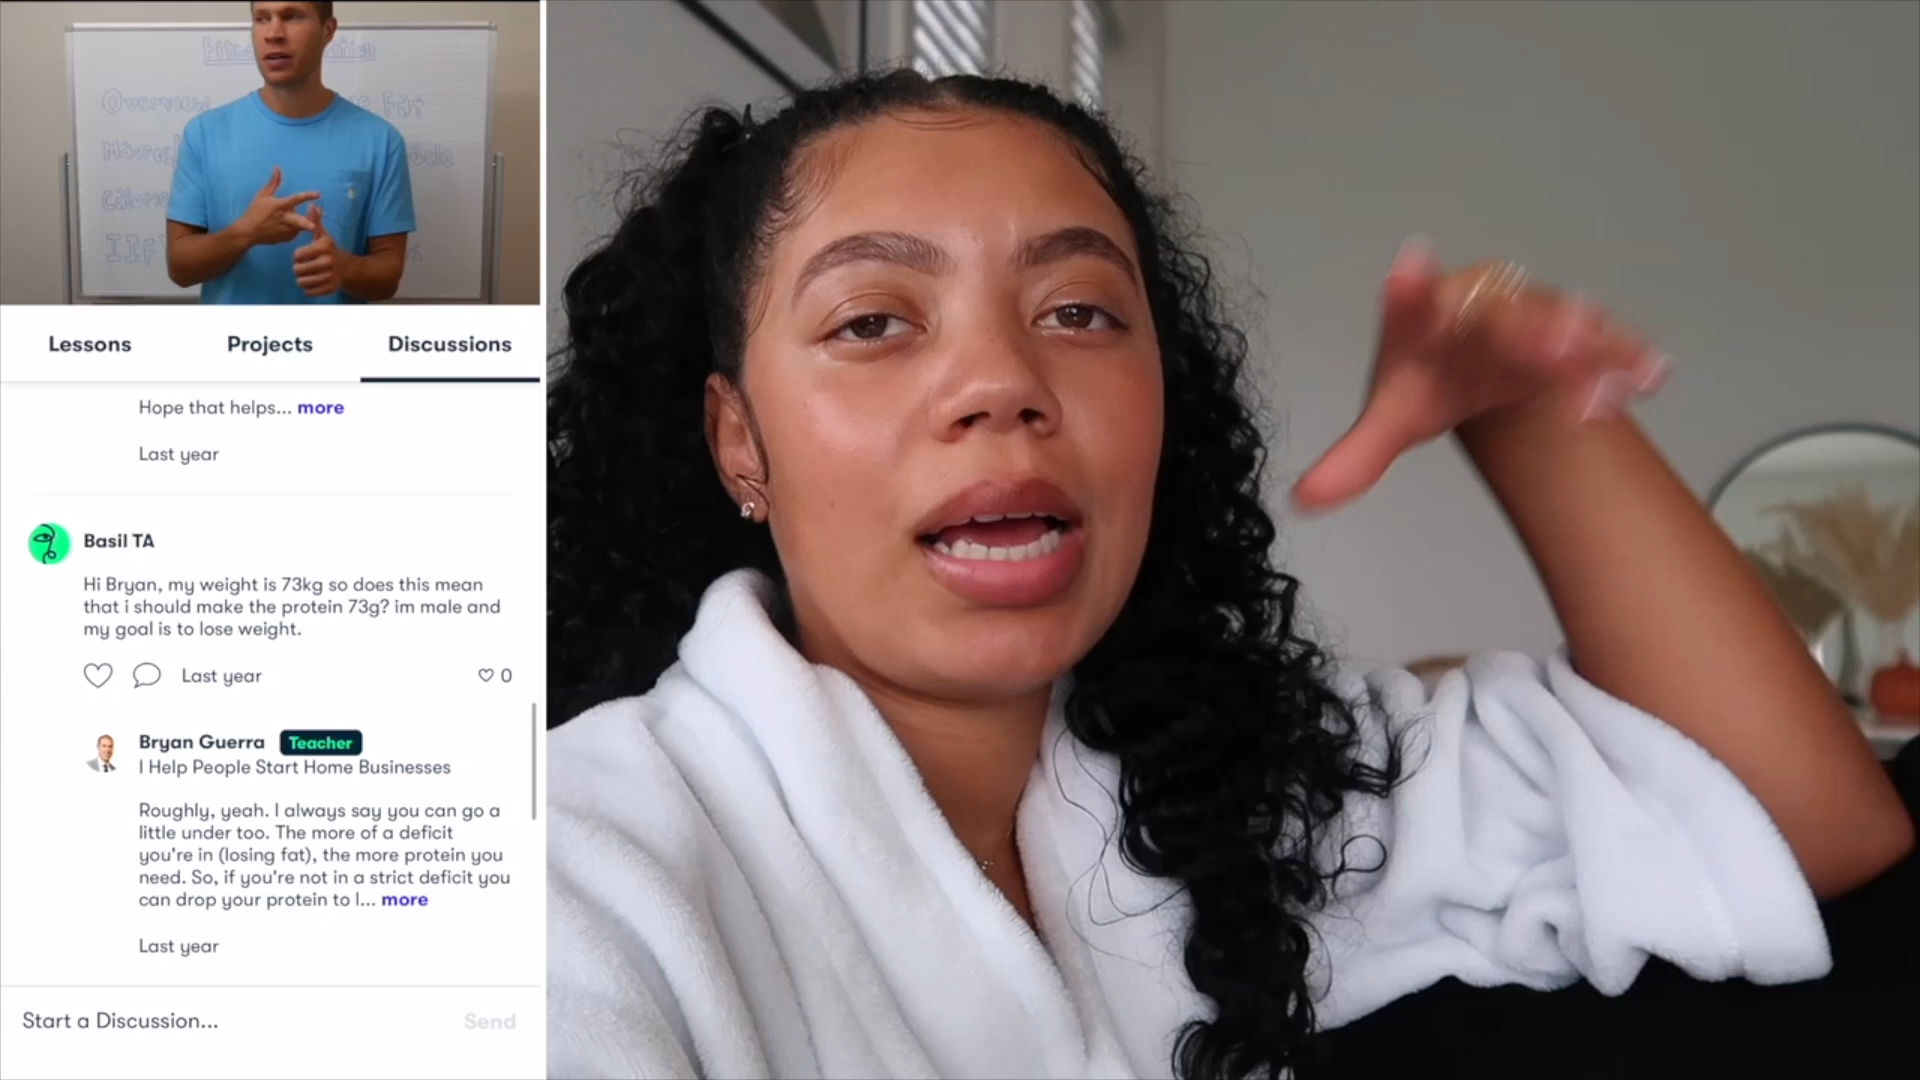 Overview
Fat
Macros
Calorie
Lessons
Projects
Discussions
Hope that helps... more
Last year
Basil TA
Hi Bryan, my weight is 73kg so does this mean
that i should make the protein 73g? im male and
my goal is to lose weight.
Last year
0
Bryan Guerra Teacher
I Help People Start Home Businesses
Roughly, yeah. I always say you can go a
little under too. The more of a deficit
you're in (losing fat), the more protein you
need. So, if you're not in a strict deficit you
can drop your protein to l... more
Last year
Start a Discussion...
Send